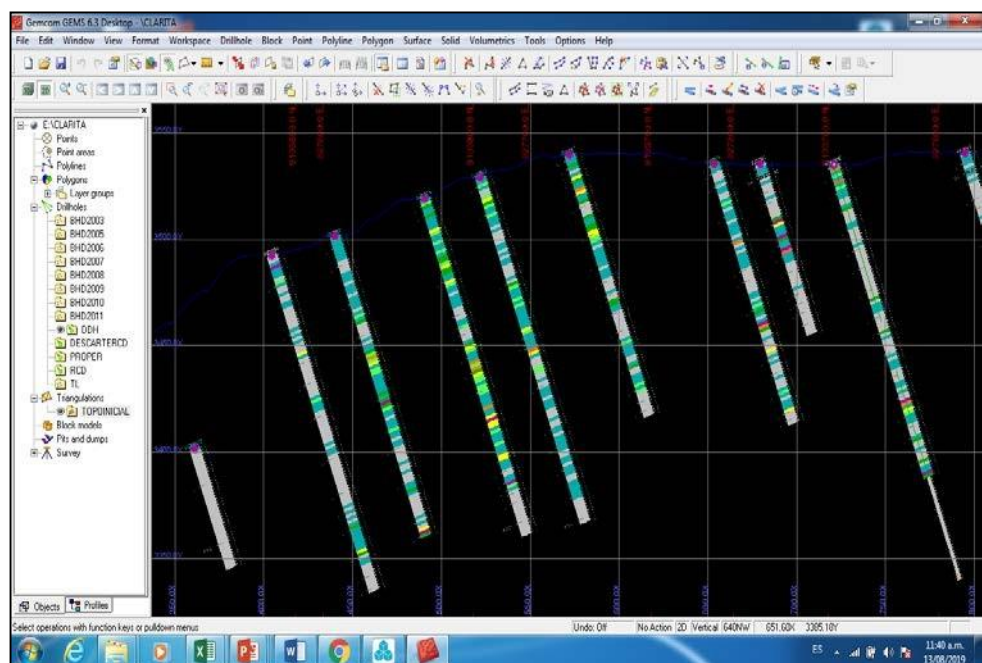 Gemcom GEMS 6.3 Desktop - \CLARITA
File Edit Window View Format Workspace Drillhole Block Point Polyline Polygon Surface Solid Volumetrics Tools Options Help
E:\CLARITA
Points
Point areas
Polylines
Polygons
Layer groups
Drillholes
BHD2003
BHD2005
BHD2006
BHD2007
BHD2008
BHD2009
BHD2010
BHD2011
DDH
DESCARTERCD
PROPER
RCD
TL
Triangulations
TOPOINICIAL
Block models
Pits and dumps
Survey
Objects Profiles
Select operations with function keys or pulldown menus
Undo: Off No Action 2D Vertical 640NW 651.60X 3385.10Y
ES 11:40 a.m.
13/08/2019